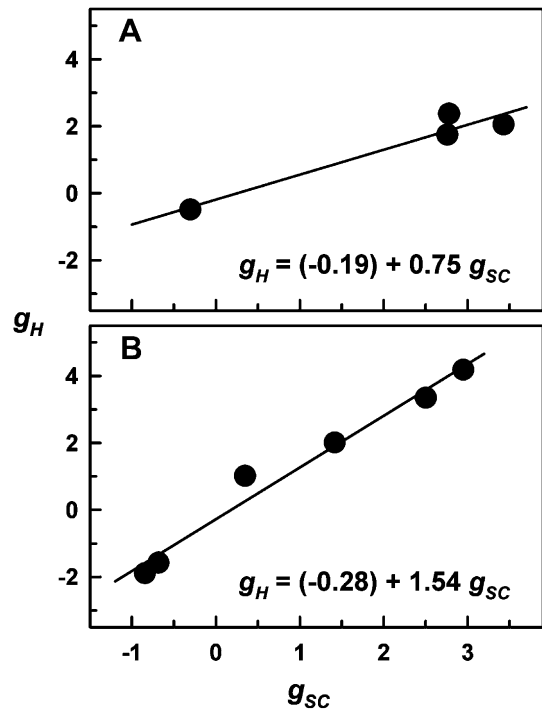 A
4
2
0
-2
g_H = (-0.19) + 0.75 g_SC
g_H
B
4
2
0
-2
g_H = (-0.28) + 1.54 g_SC
-1 0 1 2 3
g_SC